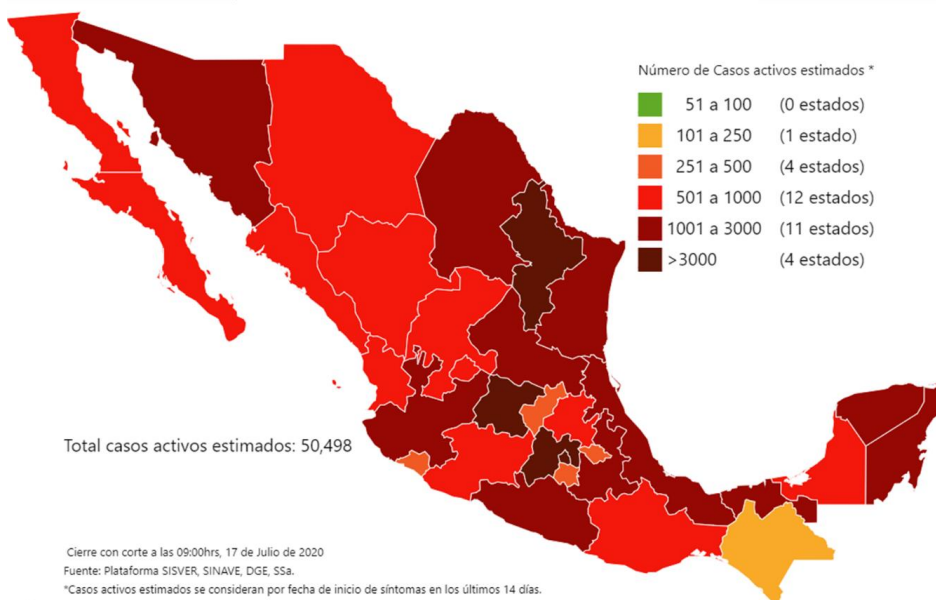 Número de Casos activos estimados *
51 a 100 (0 estados)
101 a 250 (1 estado)
251 a 500 (4 estados)
501 a 1000 (12 estados)
1001 a 3000 (11 estados)
>3000 (4 estados)
Total casos activos estimados: 50,498
Cierre con corte a las 09:00hrs, 17 de Julio de 2020
Fuente: Plataforma SISVER, SINAVE, DGE, SSa.
*Casos activos estimados se consideran por fecha de inicio de síntomas en los últimos 14 días.